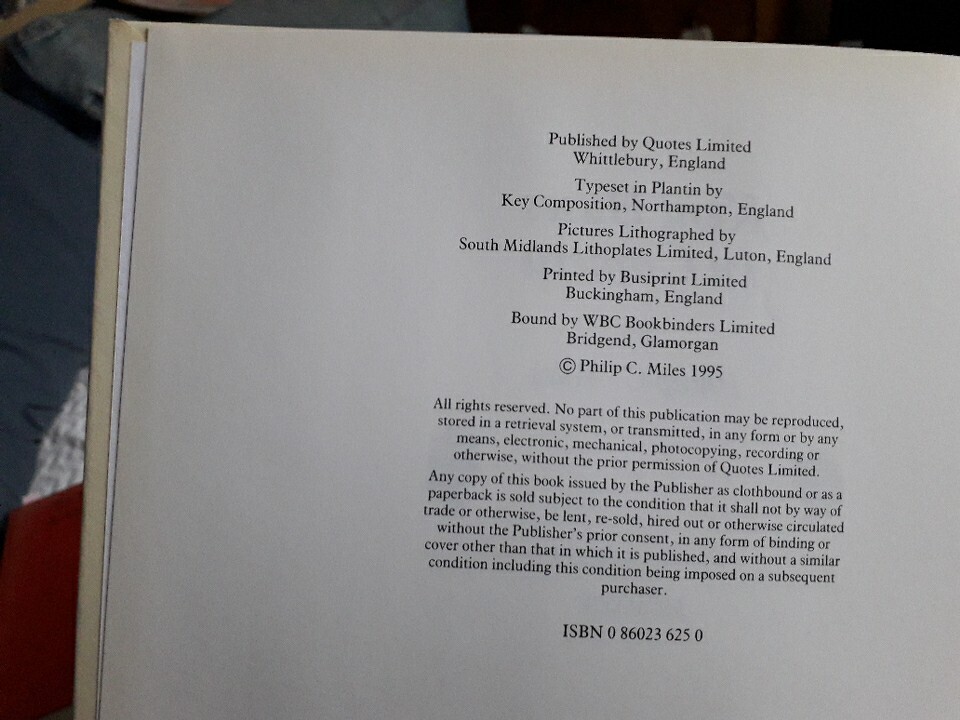 Published by Quotes Limited
Whittlebury, England
Typeset in Plantin by
Key Composition, Northampton, England
Pictures Lithographed by
South Midlands Lithoplates Limited, Luton, England
Printed by Busiprint Limited
Buckingham, England
Bound by WBC Bookbinders Limited
Bridgend, Glamorgan
© Philip C. Miles 1995
All rights reserved. No part of this publication may be reproduced,
stored in a retrieval system, or transmitted, in any form or by any
means, electronic, mechanical, photocopying, recording or
otherwise, without the prior permission of Quotes Limited.
Any copy of this book issued by the Publisher as clothbound or as a
paperback is sold subject to the condition that it shall not by way of
trade or otherwise, be lent, re-sold, hired out or otherwise circulated
without the Publisher's prior consent, in any form of binding or
cover other than that in which it is published, and without a similar
condition including this condition being imposed on a subsequent
purchaser.
ISBN 0 86023 625 0